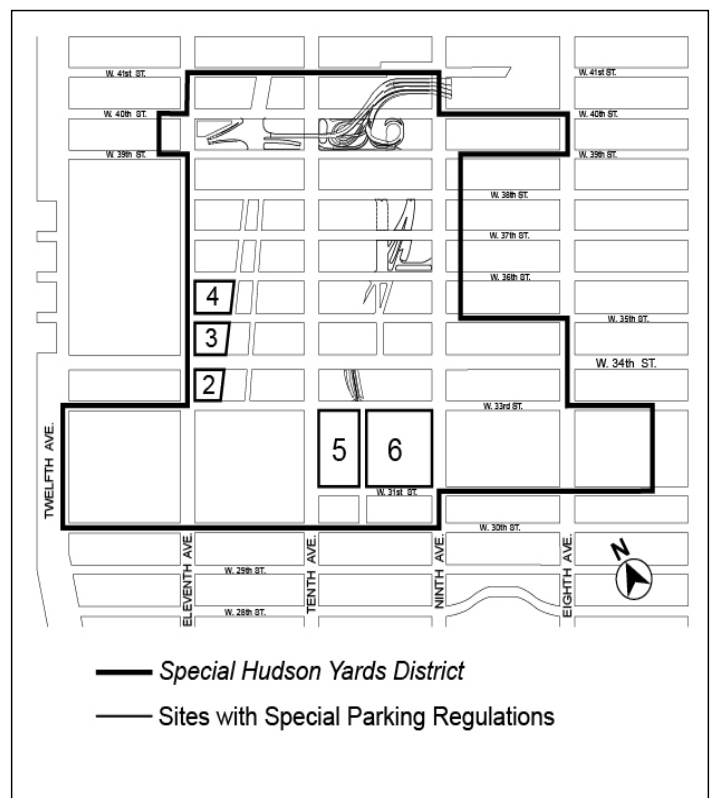 W. 41st ST.
W. 41st ST.
W. 40th ST.
W. 40th ST.
W. 39th ST.
W. 39th ST.
W. 38th ST.
W. 37th ST.
W. 36th ST.
4
W. 35th ST.
3
W. 34th ST.
2
W. 33rd ST.
5
6
W. 31st ST.
W. 30th ST.
TWELFTH AVE.
ELEVENTH AVE.
TENTH AVE.
NINTH AVE.
EIGHTH AVE.
N
W. 29th ST.
W. 28th ST.
Special Hudson Yards District
Sites with Special Parking Regulations